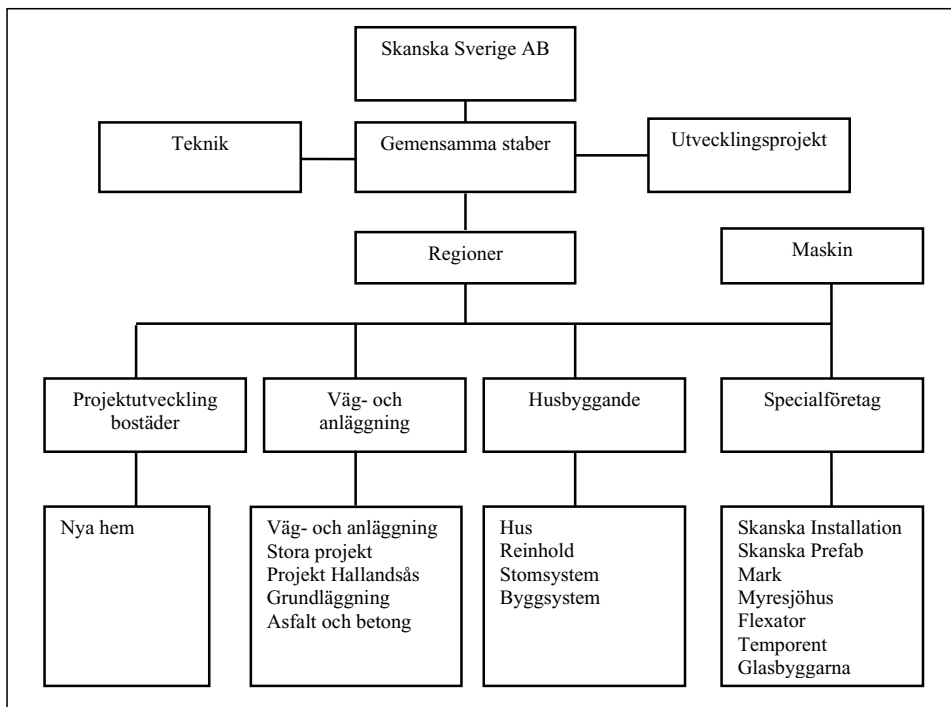 Skanska Sverige AB
Teknik
Gemensamma staber
Utvecklingsprojekt
Regioner
Maskin
Projektutveckling
bostäder
Väg- och
anläggning
Husbyggande
Specialföretag
Nya hem
Väg- och anläggning
Stora projekt
Projekt Hallandsås
Grundläggning
Asfalt och betong
Hus
Reinhold
Stomsystem
Byggsystem
Skanska Installation
Skanska Prefab
Mark
Myresjöhus
Flexator
Temporent
Glasbyggarna